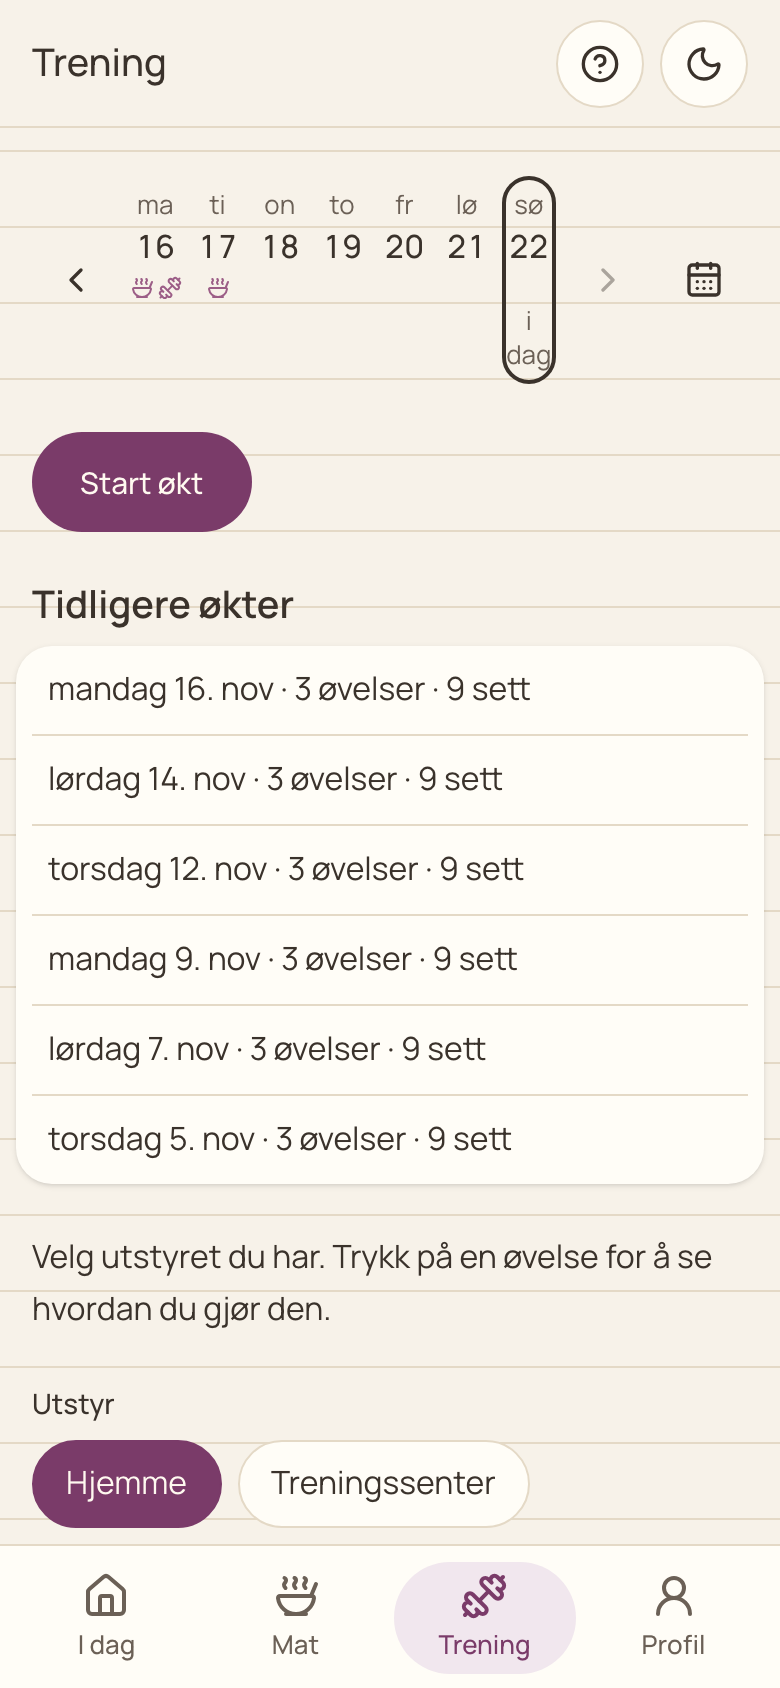 Trening
ma ti on to fr lø sø
16 17 18 19 20 21 22
i
dag
Start økt
Tidligere økter
mandag 16. nov · 3 øvelser · 9 sett
lørdag 14. nov · 3 øvelser · 9 sett
torsdag 12. nov · 3 øvelser · 9 sett
mandag 9. nov · 3 øvelser · 9 sett
lørdag 7. nov · 3 øvelser · 9 sett
torsdag 5. nov · 3 øvelser · 9 sett
Velg utstyret du har. Trykk på en øvelse for å se
hvordan du gjør den.
Utstyr
Hjemme Treningssenter
I dag Mat Trening Profil